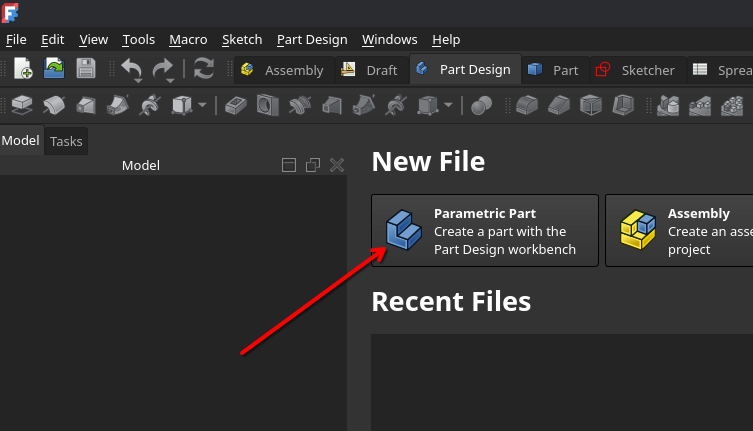 File Edit View Tools Macro Sketch Part Design Windows Help
Assembly Draft Part Design Part Sketcher Sprea
Model Tasks
Model
New File
Parametric Part
Create a part with the
Part Design workbench
Assembly
Create an asse
project
Recent Files